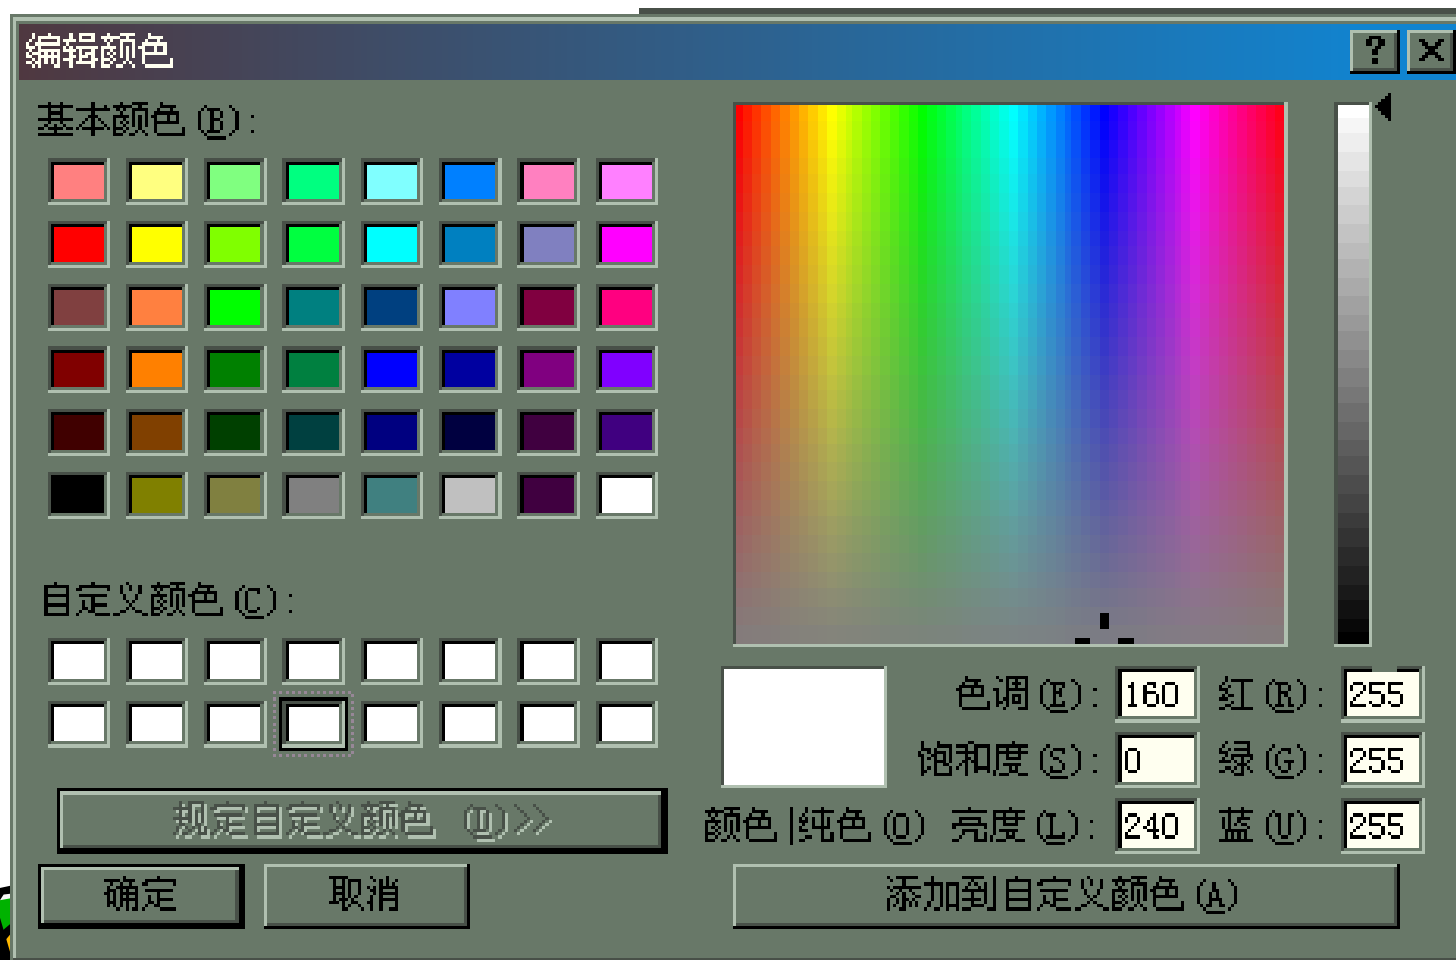 编辑颜色
基本颜色(B):
自定义颜色(C):
规定自定义颜色 (D)>>
确定
取消
色调(E): 160
红(R): 255
饱和度(S): 0
绿(G): 255
颜色|纯色(O)
亮度(L): 240
蓝(U): 255
添加到自定义颜色(A)